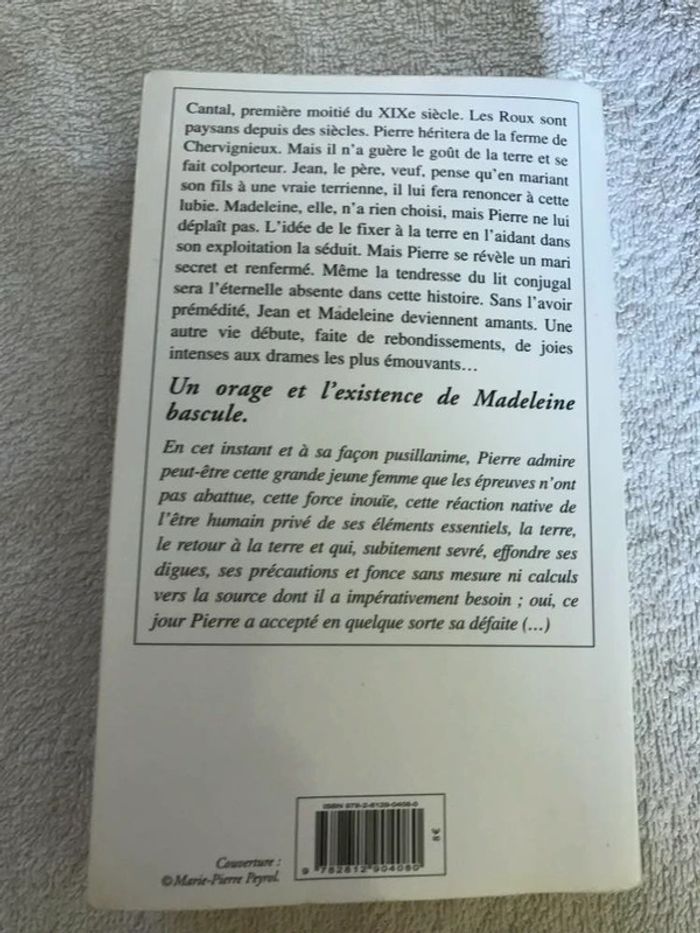 Cantal, première moitié du XIXe siècle. Les Roux sont
paysans depuis des siècles. Pierre héritera de la ferme de
Chervignieux. Mais il n'a guère le goût de la terre et se
fait colporteur. Jean, le père, veuf, pense qu'en mariant
son fils à une vraie terrienne, il lui fera renoncer à cette
lubie. Madeleine, elle, n'a rien choisi, mais Pierre ne lui
déplaît pas. L'idée de le fixer à la terre en l'aidant dans
son exploitation la séduit. Mais Pierre se révèle un mari
secret et renfermé. Même la tendresse du lit conjugal
sera l'éternelle absente dans cette histoire. Sans l'avoir
prémédité, Jean et Madeleine deviennent amants. Une
autre vie débute, faite de rebondissements, de joies
intenses aux drames les plus émouvants…
Un orage et l'existence de Madeleine
bascule.
En cet instant et à sa façon pusillanime, Pierre admire
peut-être cette grande jeune femme que les épreuves n'ont
pas abattue, cette force inouïe, cette réaction native de
l'être humain privé de ses éléments essentiels, la terre,
le retour à la terre et qui, subitement sevré, effondre ses
digues, ses précautions et fonce sans mesure ni calculs
vers la source dont il a impérativement besoin ; oui, ce
jour Pierre a accepté en quelque sorte sa défaite (…)
ISBN 978-2-8129-0408-0
8€
9 782812 904080
Couverture :
© Marie-Pierre Peyrol.